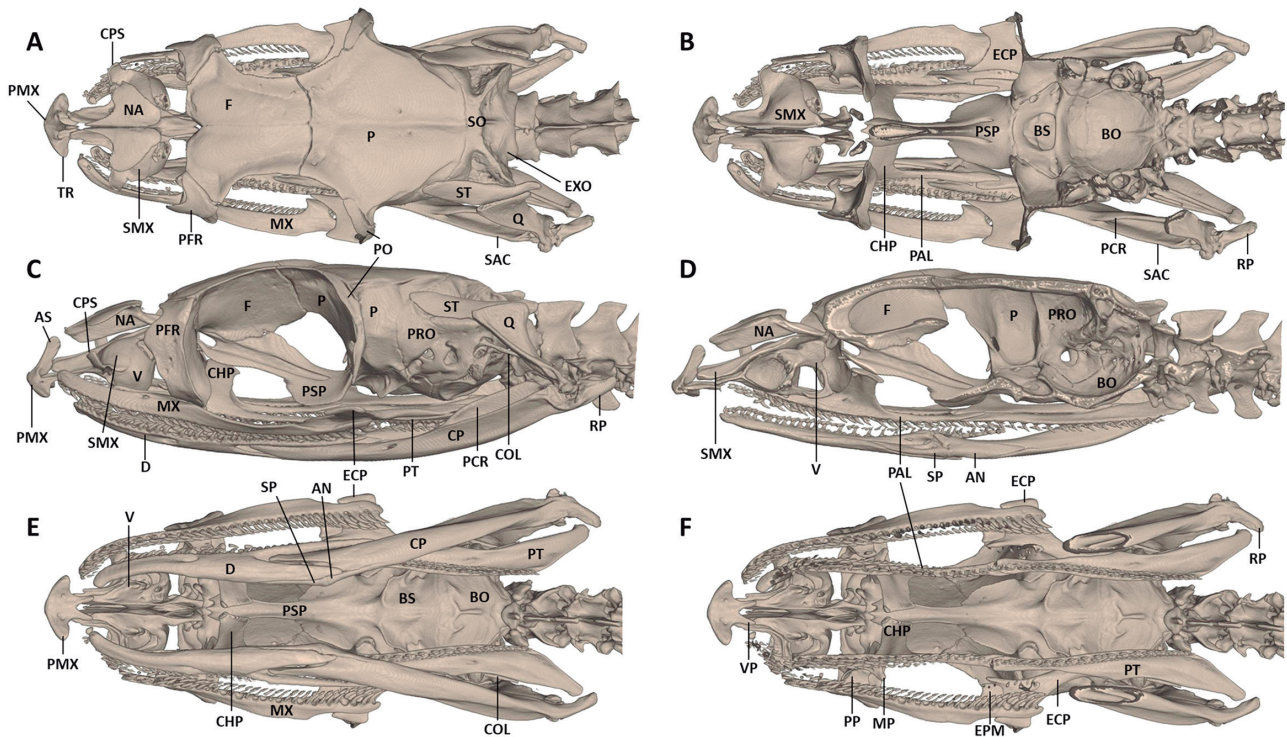 A
CPS
PMX
NA
F
P
SO
EXO
TR
SMX
PFR
MX
ST
Q
PO
SAC
B
ECP
SMX
PSP
BS
BO
CHP
PAL
PCR
SAC
RP
C
CPS
AS
NA
PFR
F
P
P
ST
Q
PRO
V
CHP
PSP
MX
PMX
SMX
D
ECP
PT
CP
PCR
COL
RP
D
NA
F
P
PRO
BO
SMX
V
PAL
SP
AN
E
V
SP
AN
D
CP
PT
PSP
BS
BO
PMX
CHP
MX
COL
F
ECP
RP
CHP
VP
PP
MP
EPM
ECP
PT